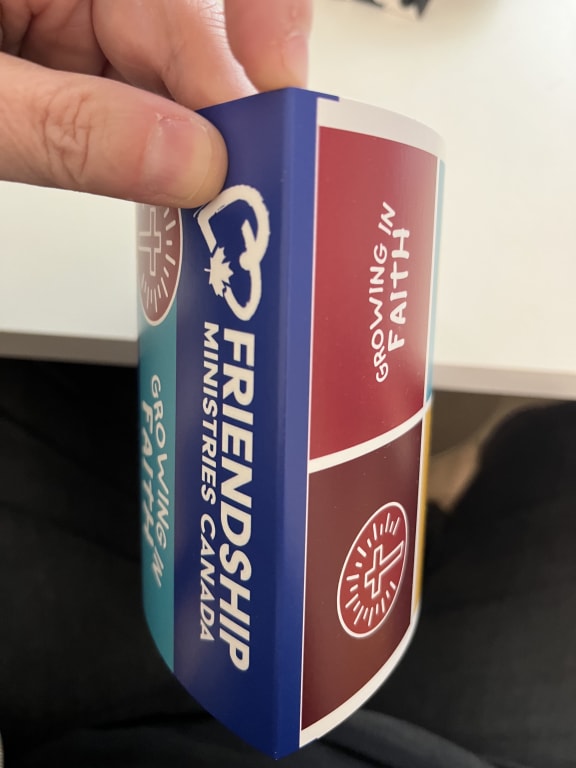 FRIENDSHIP
MINISTRIES CANADA
GROWING IN
FAITH
GROWING IN
FAITH